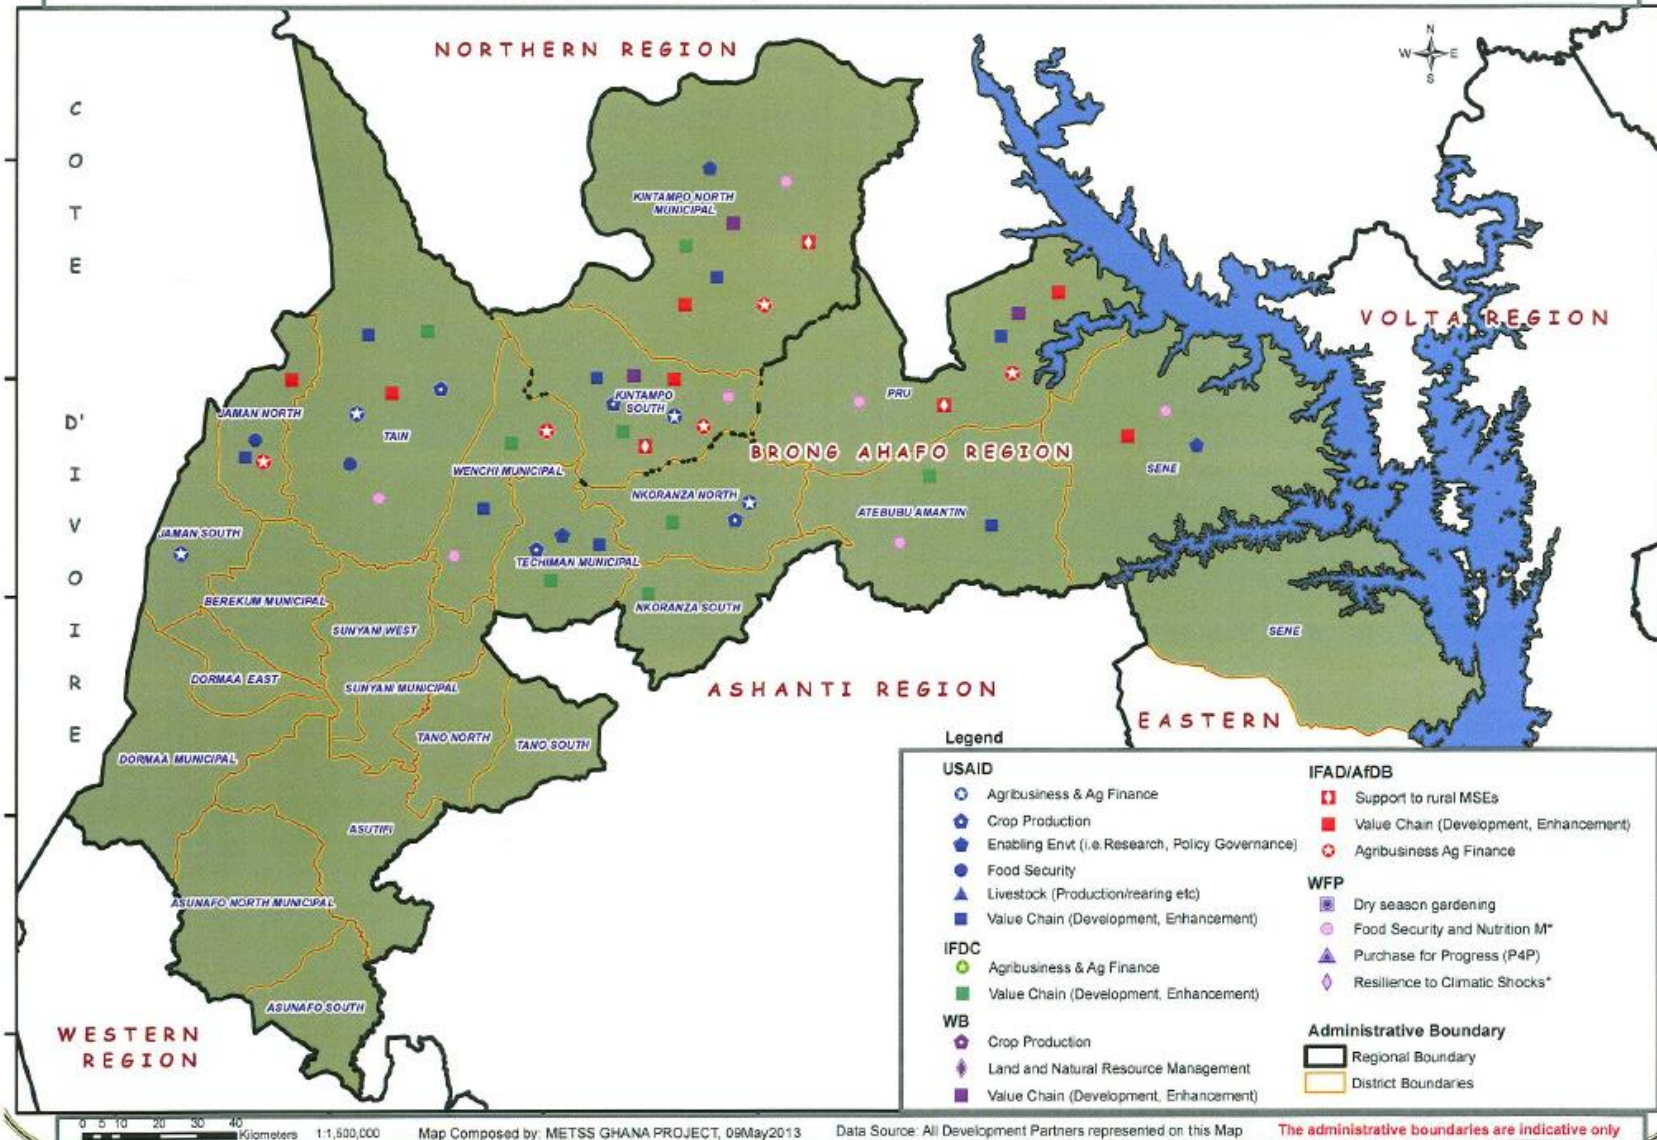 NORTHERN REGION
N
W E
S
C
O
T
E
D'
I
V
O
I
R
E
KINTAMPO NORTH
MUNICIPAL
VOLTA REGION
JAMAN NORTH
TAIN
KINTAMPO
SOUTH
PRU
BRONG AHAFO REGION
WENCHI MUNICIPAL
SENE
NKORANZA NORTH
ATEBUBU AMANTIN
JAMAN SOUTH
TECHIMAN MUNICIPAL
BEREKUM MUNICIPAL
NKORANZA SOUTH
SUNYANI WEST
SENE
DORMAA EAST
SUNYANI MUNICIPAL
ASHANTI REGION
EASTERN
TANO NORTH
TANO SOUTH
DORMAA MUNICIPAL
ASUTIFI
ASUNAFO NORTH MUNICIPAL
ASUNAFO SOUTH
WESTERN
REGION
Legend
USAID
Agribusiness & Ag Finance
Crop Production
Enabling Envt (i.e.Research, Policy Governance)
Food Security
Livestock (Production/rearing etc)
Value Chain (Development, Enhancement)
IFDC
Agribusiness & Ag Finance
Value Chain (Development, Enhancement)
WB
Crop Production
Land and Natural Resource Management
Value Chain (Development, Enhancement)
IFAD/AfDB
Support to rural MSEs
Value Chain (Development, Enhancement)
Agribusiness Ag Finance
WFP
Dry season gardening
Food Security and Nutrition M*
Purchase for Progress (P4P)
Resilience to Climatic Shocks*
Administrative Boundary
Regional Boundary
District Boundaries
0 5 10 20 30 40
Kilometers
1:1,500,000
Map Composed by: METSS GHANA PROJECT, 09May2013
Data Source: All Development Partners represented on this Map
The administrative boundaries are indicative only